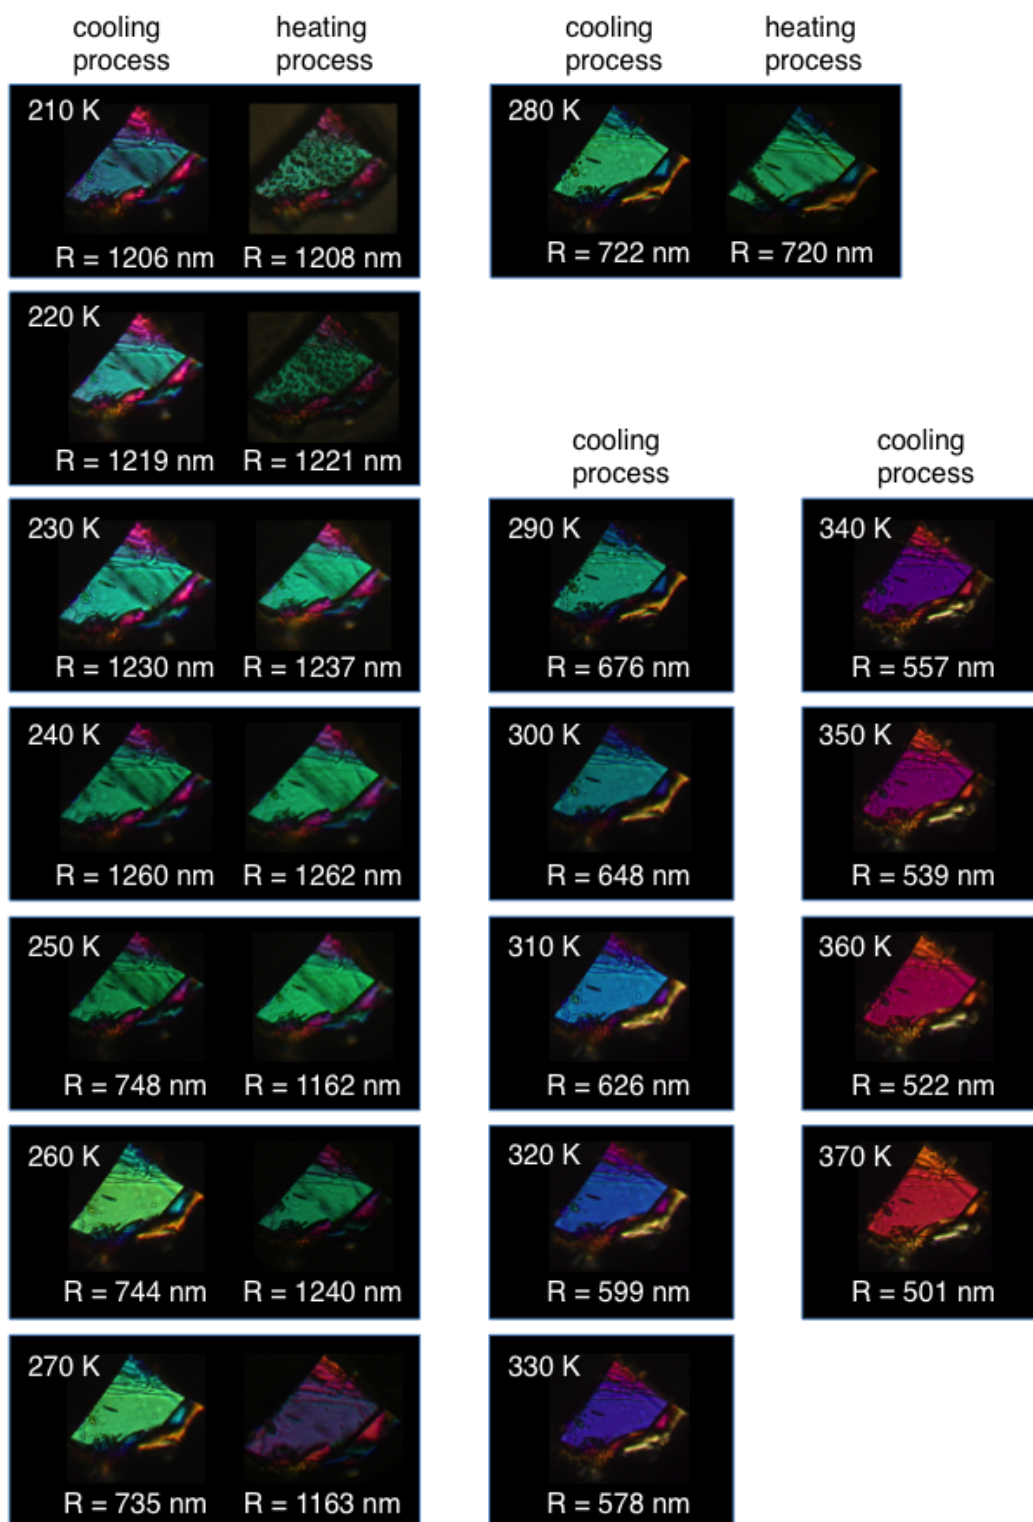 cooling process
heating process
cooling process
heating process
210 K
R = 1206 nm
R = 1208 nm
280 K
R = 722 nm
R = 720 nm
220 K
R = 1219 nm
R = 1221 nm
cooling process
cooling process
230 K
R = 1230 nm
R = 1237 nm
290 K
R = 676 nm
340 K
R = 557 nm
240 K
R = 1260 nm
R = 1262 nm
300 K
R = 648 nm
350 K
R = 539 nm
250 K
R = 748 nm
R = 1162 nm
310 K
R = 626 nm
360 K
R = 522 nm
260 K
R = 744 nm
R = 1240 nm
320 K
R = 599 nm
370 K
R = 501 nm
270 K
R = 735 nm
R = 1163 nm
330 K
R = 578 nm